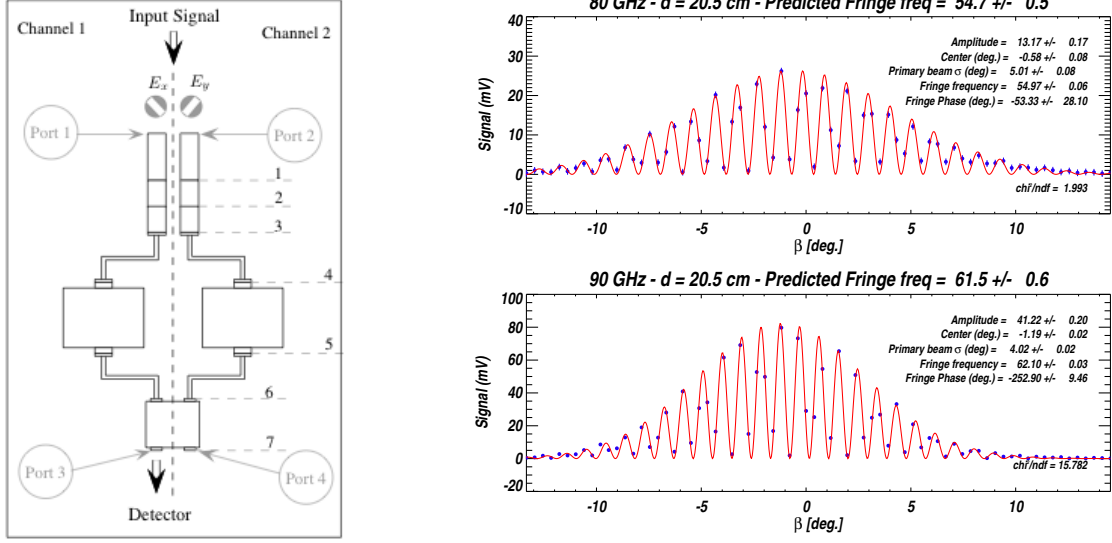 Input Signal
Channel 1
Channel 2
E_x
E_y
Port 1
Port 2
1
2
3
4
5
6
7
Port 3
Port 4
Detector
80 GHz - d = 20.5 cm - Predicted Fringe freq = 54.7 +/- 0.5
Amplitude = 13.17 +/- 0.17
Center (deg.) = -0.58 +/- 0.08
Primary beam σ (deg) = 5.01 +/- 0.08
Fringe frequency = 54.97 +/- 0.06
Fringe Phase (deg.) = -53.33 +/- 28.10
chi²/ndf = 1.993
Signal (mV)
40
30
20
10
0
-10
-10
-5
0
5
10
β [deg.]
90 GHz - d = 20.5 cm - Predicted Fringe freq = 61.5 +/- 0.6
Amplitude = 41.22 +/- 0.20
Center (deg.) = -1.19 +/- 0.02
Primary beam σ (deg) = 4.02 +/- 0.02
Fringe frequency = 62.10 +/- 0.03
Fringe Phase (deg.) = -252.90 +/- 9.46
chi²/ndf = 15.782
Signal (mV)
100
80
60
40
20
0
-20
-10
-5
0
5
10
β [deg.]